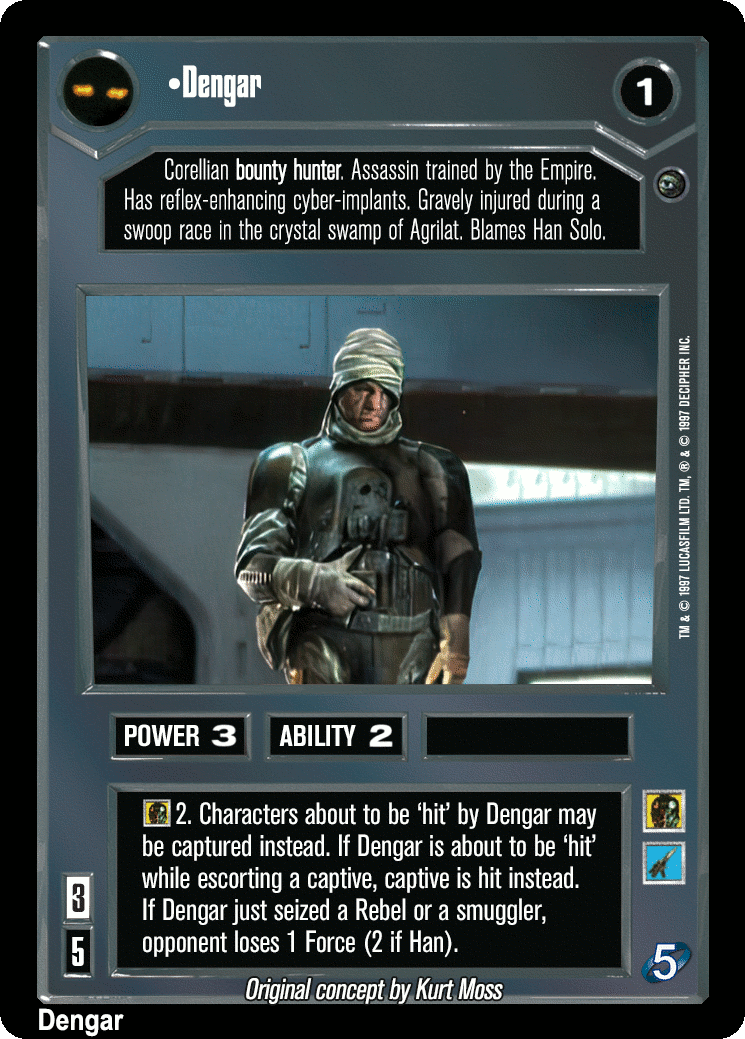 •Dengar
1
Corellian bounty hunter. Assassin trained by the Empire.
Has reflex-enhancing cyber-implants. Gravely injured during a
swoop race in the crystal swamp of Agrilat. Blames Han Solo.
TM & © 1997 LUCASFILM LTD. TM, ® & © 1997 DECIPHER INC.
POWER 3
ABILITY 2
2. Characters about to be ‘hit’ by Dengar may
be captured instead. If Dengar is about to be ‘hit’
while escorting a captive, captive is hit instead.
If Dengar just seized a Rebel or a smuggler,
opponent loses 1 Force (2 if Han).
3
5
5
Original concept by Kurt Moss
Dengar